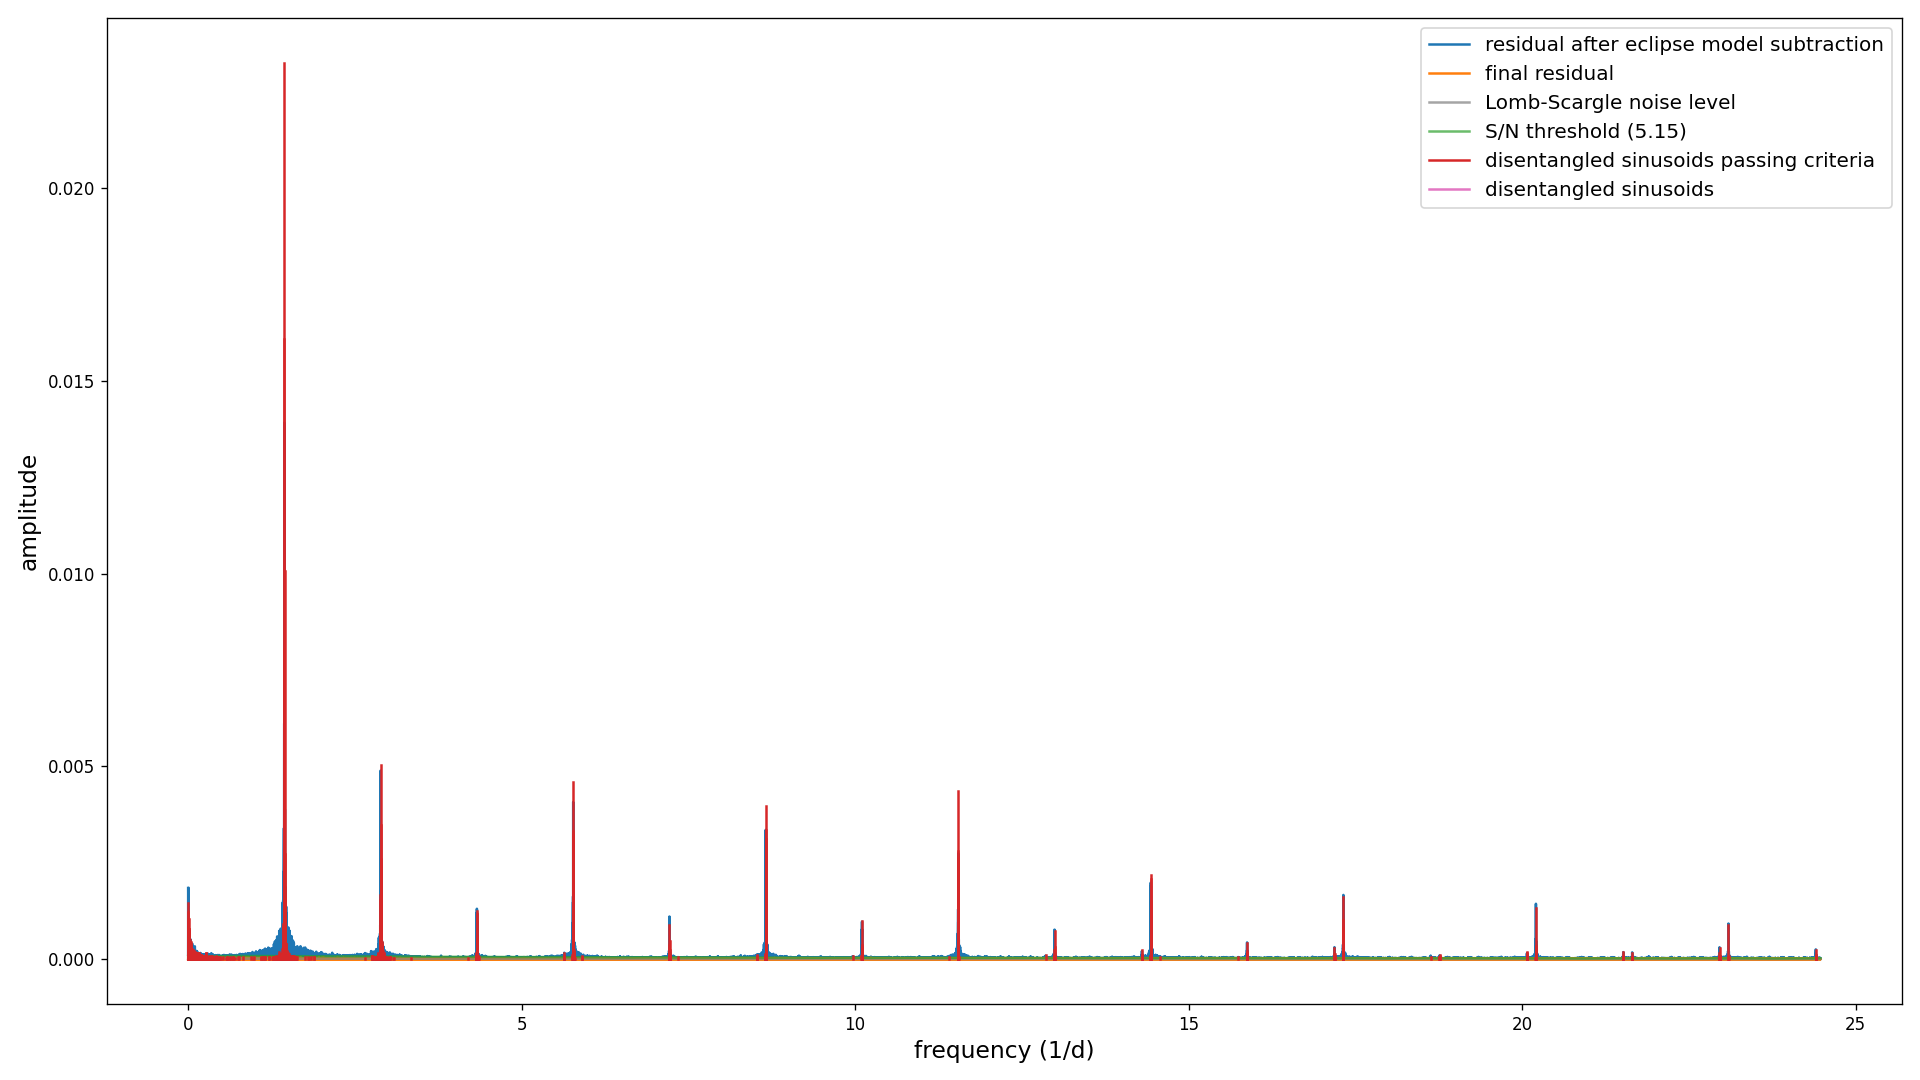 residual after eclipse model subtraction
final residual
Lomb-Scargle noise level
S/N threshold (5.15)
disentangled sinusoids passing criteria
disentangled sinusoids
0.020
0.015
0.010
0.005
0.000
amplitude
0 5 10 15 20 25
frequency (1/d)